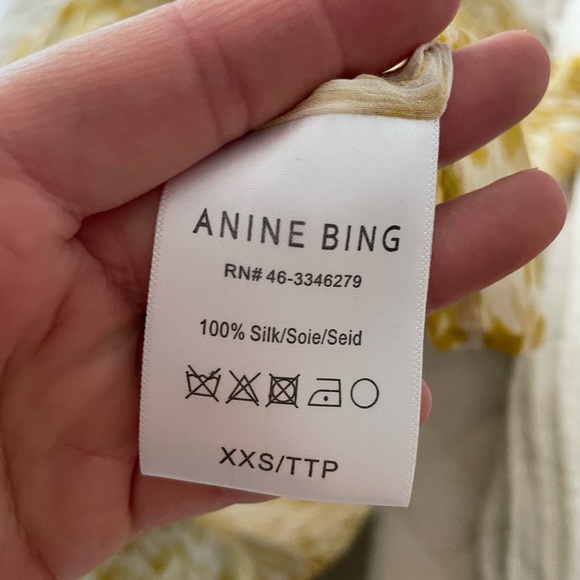 ANINE BING
RN# 46-3346279
100% Silk/Soie/Seid
XXS/TTP